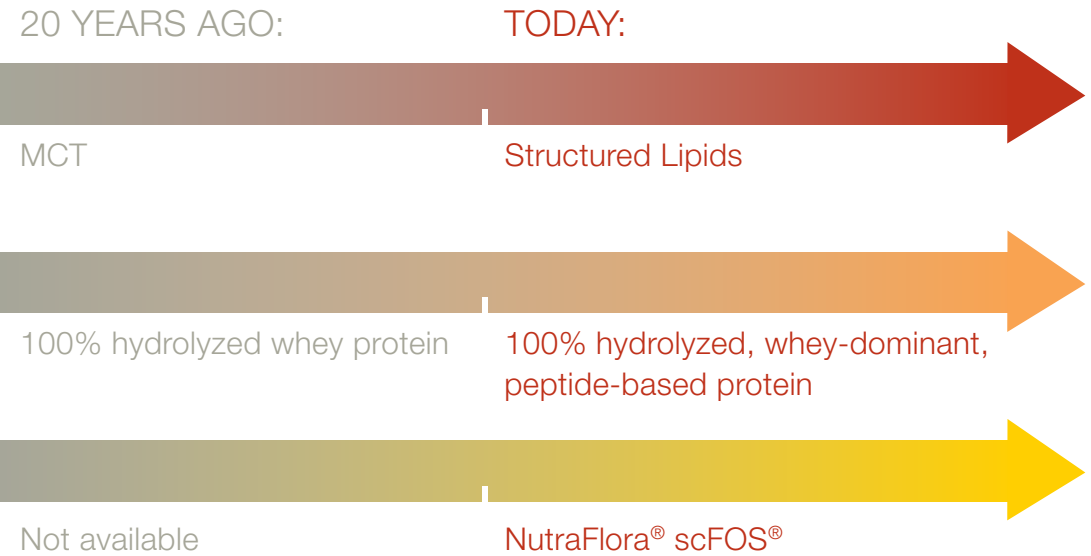 20 YEARS AGO:
TODAY:
MCT
Structured Lipids
100% hydrolyzed whey protein
100% hydrolyzed, whey-dominant,
peptide-based protein
Not available
NutraFlora® scFOS®